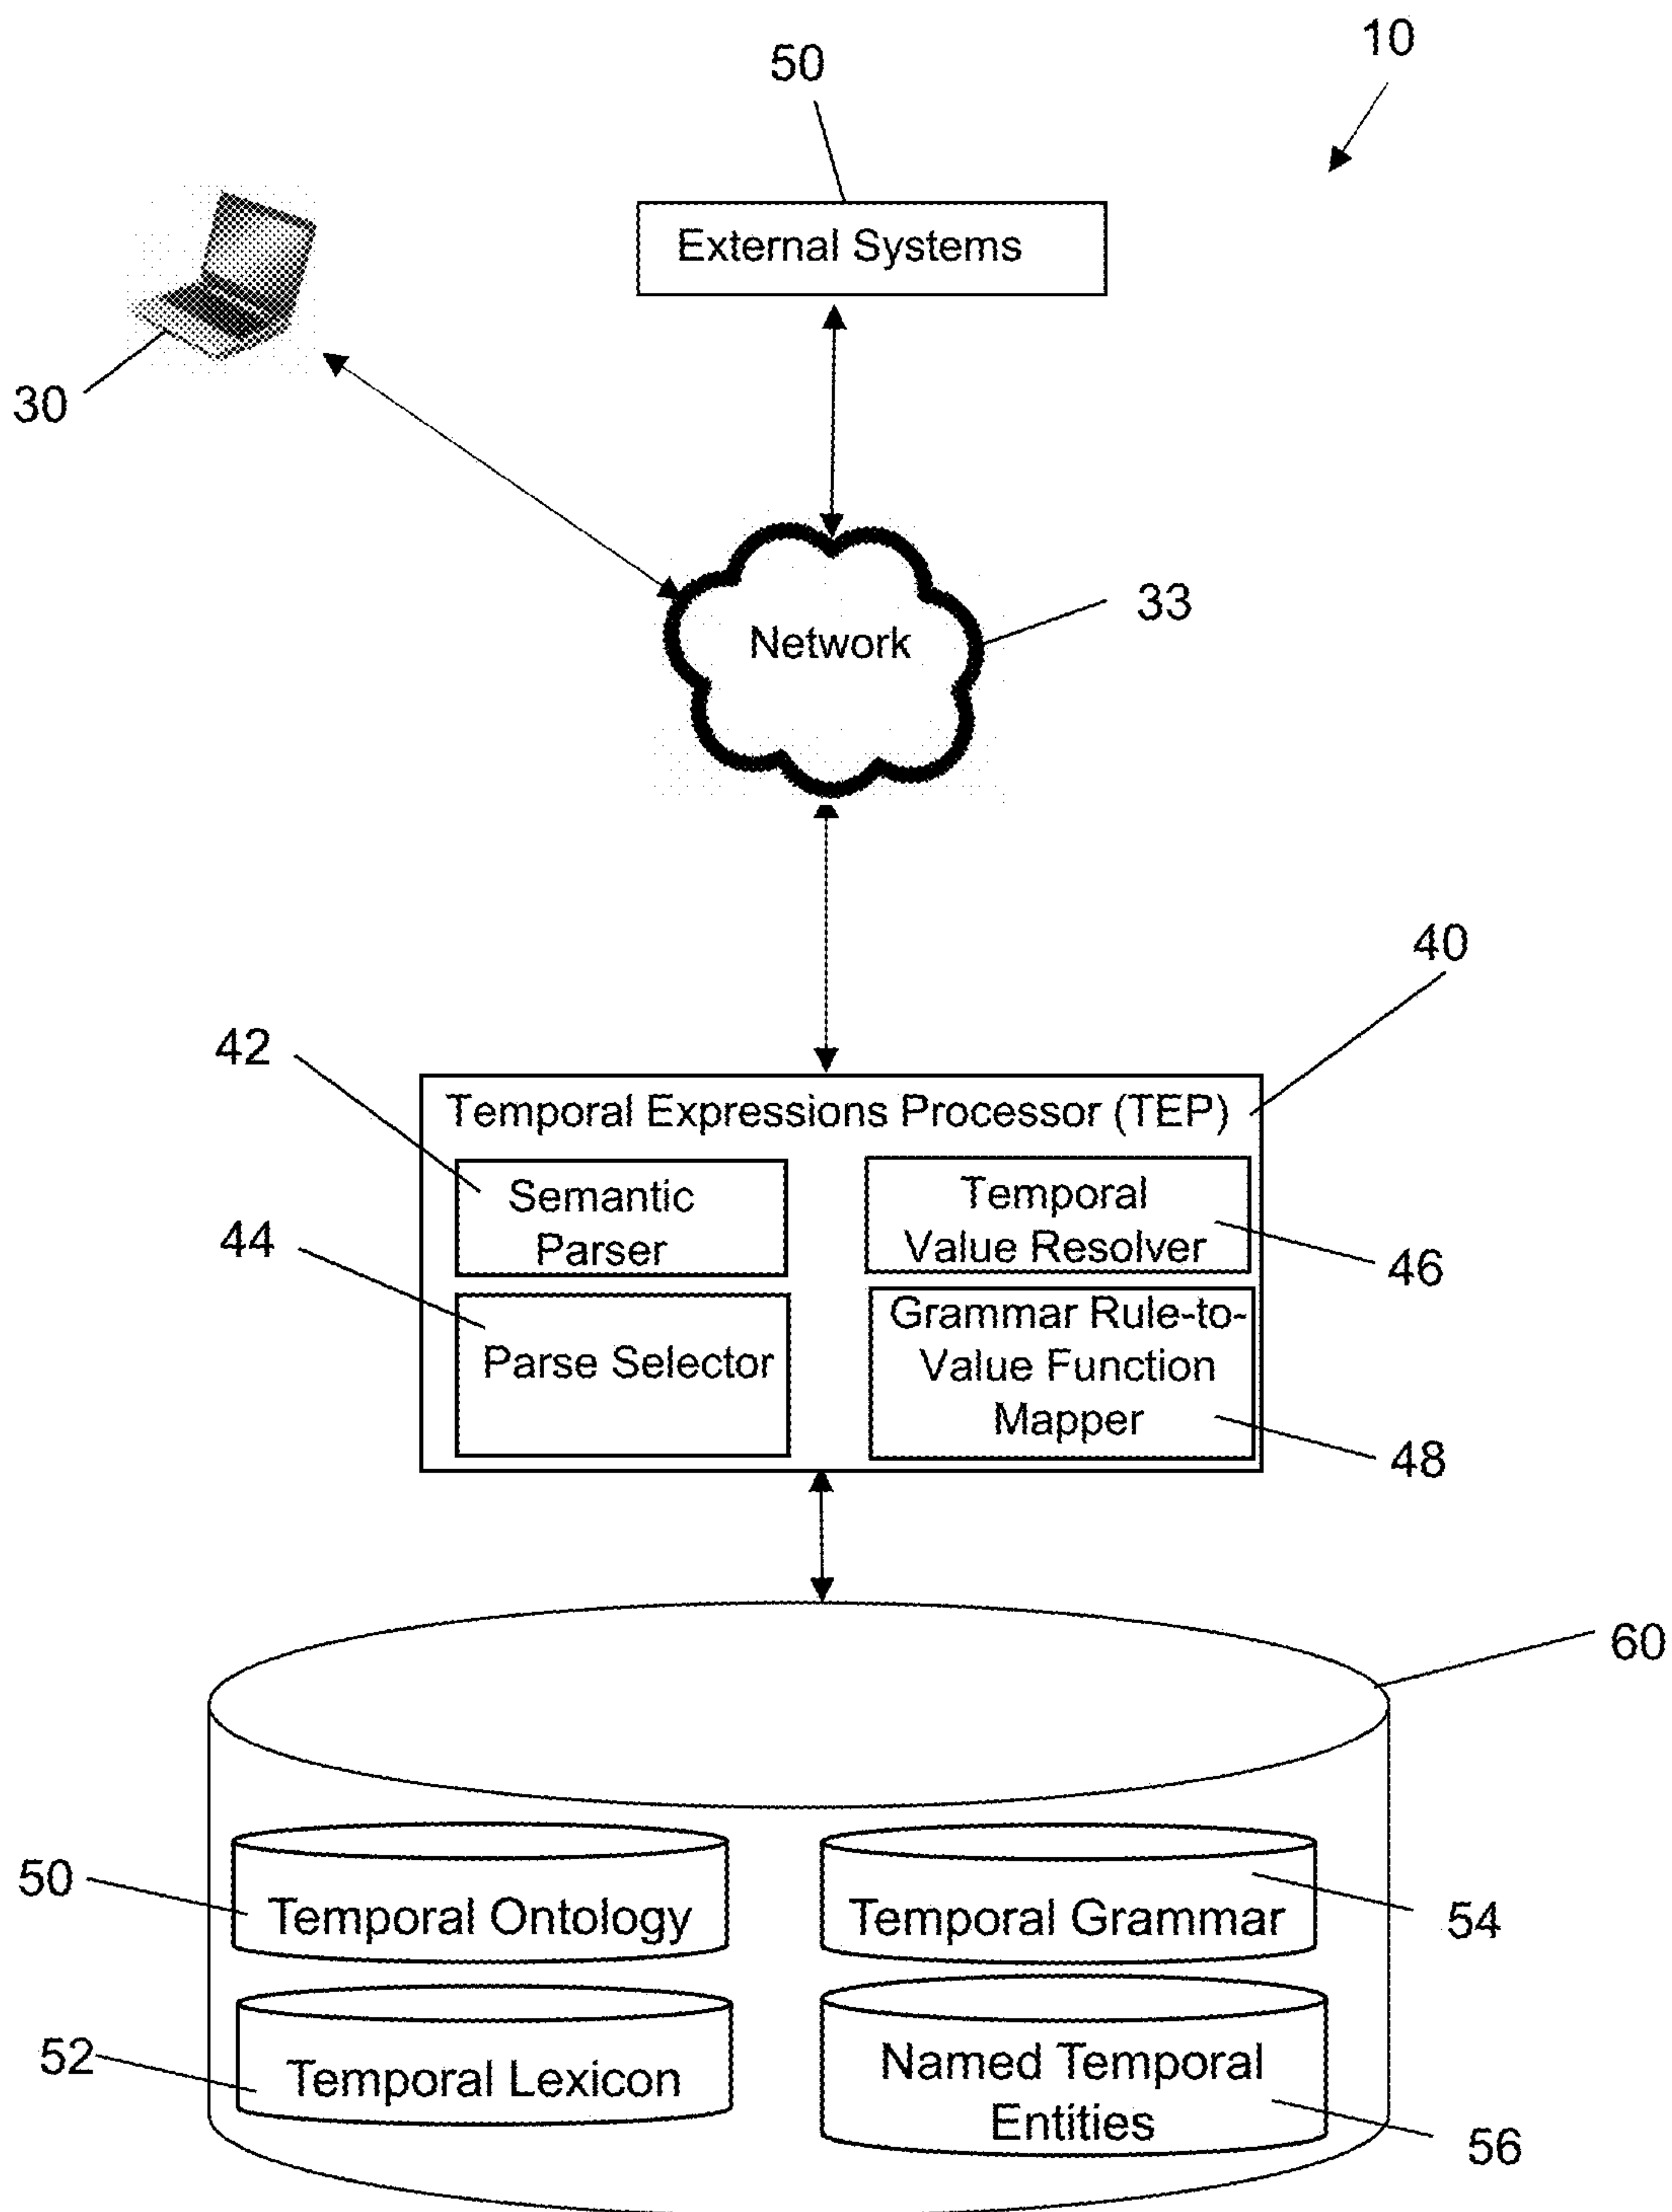 10
50
External Systems
30
33
Network
40
42
Temporal Expressions Processor (TEP)
Semantic
Parser
Temporal
Value Resolver
44
46
Parse Selector
Grammar Rule-to-
Value Function
Mapper
48
60
50
Temporal Ontology
Temporal Grammar
54
52
Temporal Lexicon
Named Temporal
Entities
56